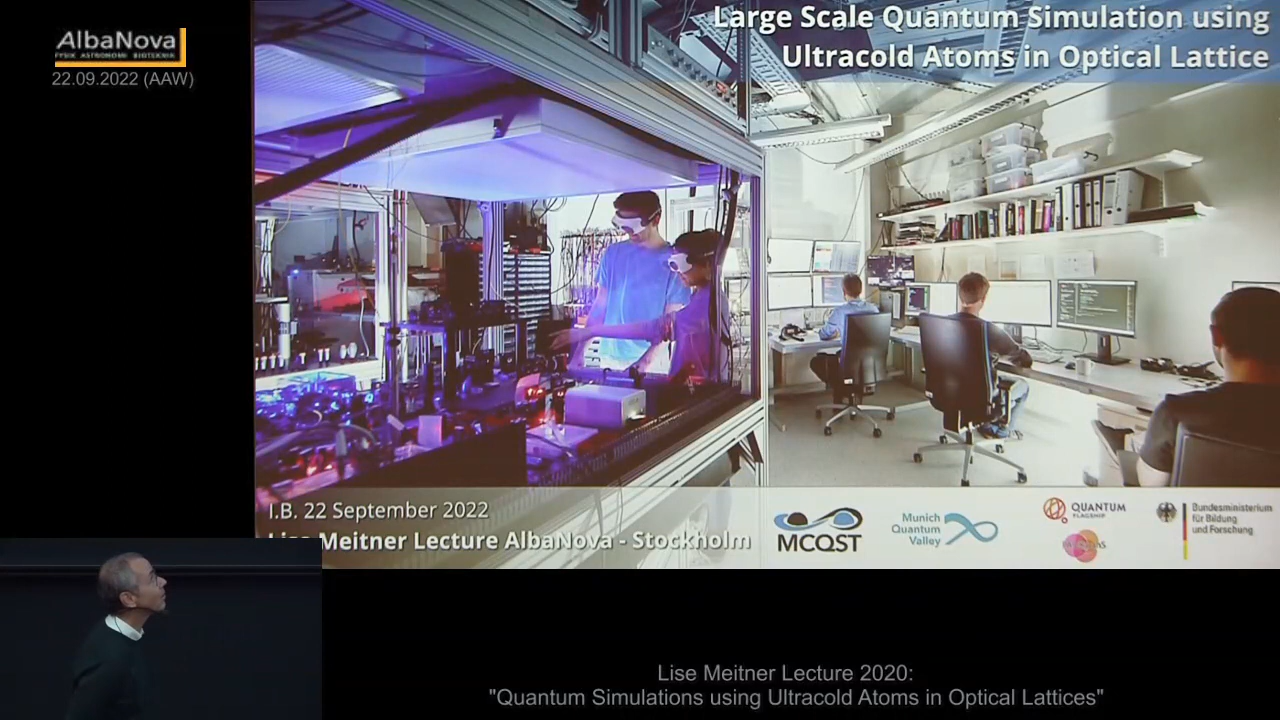 AlbaNova
FYSIK ASTRONOMI BIOTEKNIK
22.09.2022 (AAW)
Large Scale Quantum Simulation using
Ultracold Atoms in Optical Lattice
I.B. 22 September 2022
Lise Meitner Lecture AlbaNova - Stockholm
MCQST
Munich
Quantum
Valley
QUANTUM
FLAGSHIP
Bundesministerium
für Bildung
und Forschung
Lise Meitner Lecture 2020:
"Quantum Simulations using Ultracold Atoms in Optical Lattices"